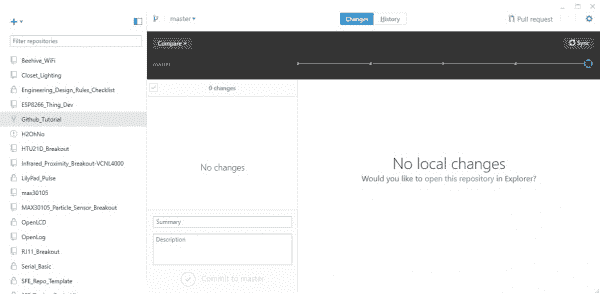 master
Changes
History
Pull request
Filter repositories
Compare
Sync
master
Beehive_WiFi
Closet_Lighting
Engineering_Design_Rules_Checklist
ESP8266_Thing_Dev
Github_Tutorial
H2OhNo
HTU21D_Breakout
Infrared_Proximity_Breakout-VCNL4000
LilyPad_Pulse
max30105
MAX30105_Particle_Sensor_Breakout
OpenLCD
OpenLog
RJ11_Breakout
Serial_Basic
SFE_Repo_Template
0 changes
No changes
Summary
Description
Commit to master
No local changes
Would you like to open this repository in Explorer?